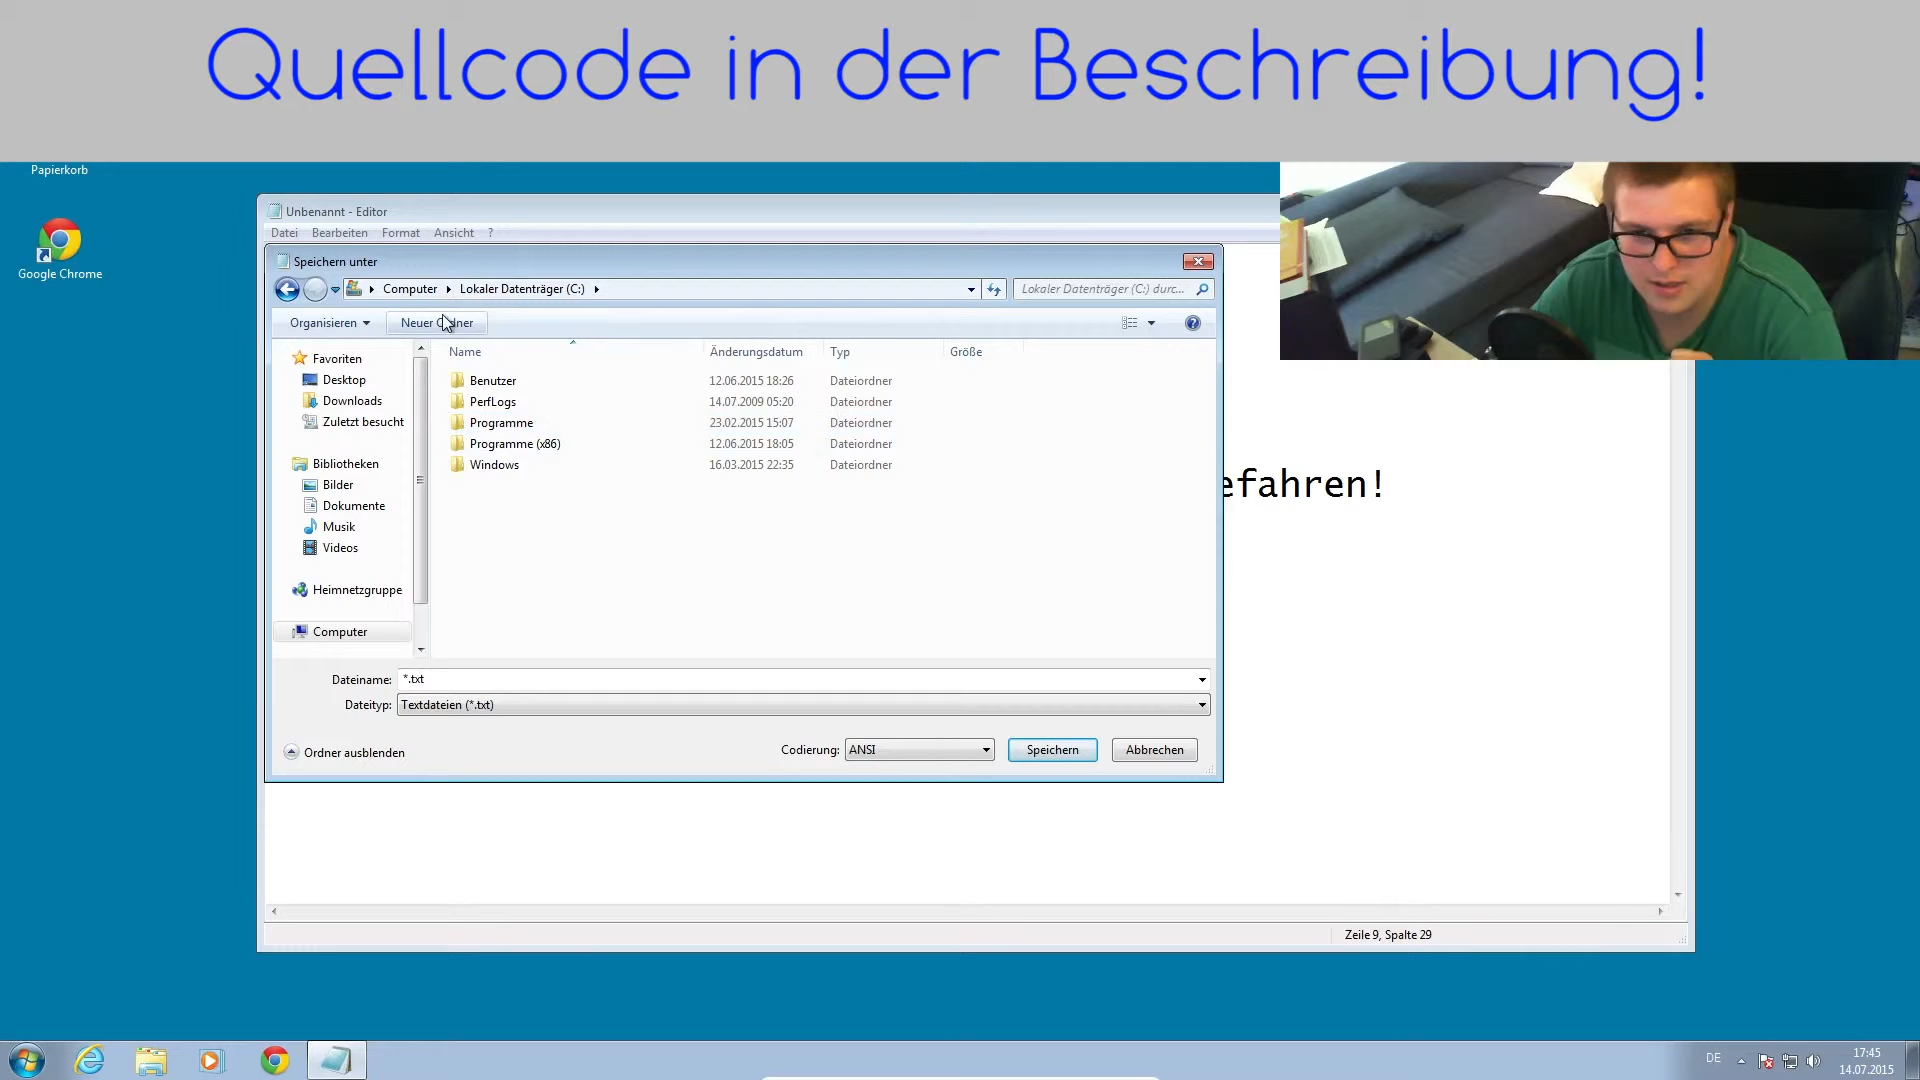 Quellcode in der Beschreibung!
Papierkorb
Google Chrome
Unbenannt - Editor
Datei Bearbeiten Format Ansicht ?
Speichern unter
Computer Lokaler Datenträger (C:)
Lokaler Datenträger (C:) durc...
Organisieren Neuer Ordner
Name Änderungsdatum Typ Größe
Favoriten
Desktop
Downloads
Zuletzt besucht
Bibliotheken
Bilder
Dokumente
Musik
Videos
Heimnetzgruppe
Computer
Benutzer 12.06.2015 18:26 Dateiordner
PerfLogs 14.07.2009 05:20 Dateiordner
Programme 23.02.2015 15:07 Dateiordner
Programme (x86) 12.06.2015 18:05 Dateiordner
Windows 16.03.2015 22:35 Dateiordner
efahren!
Dateiname: *.txt
Dateityp: Textdateien (*.txt)
Ordner ausblenden
Codierung: ANSI Speichern Abbrechen
Zeile 9, Spalte 29
DE
17:45
14.07.2015